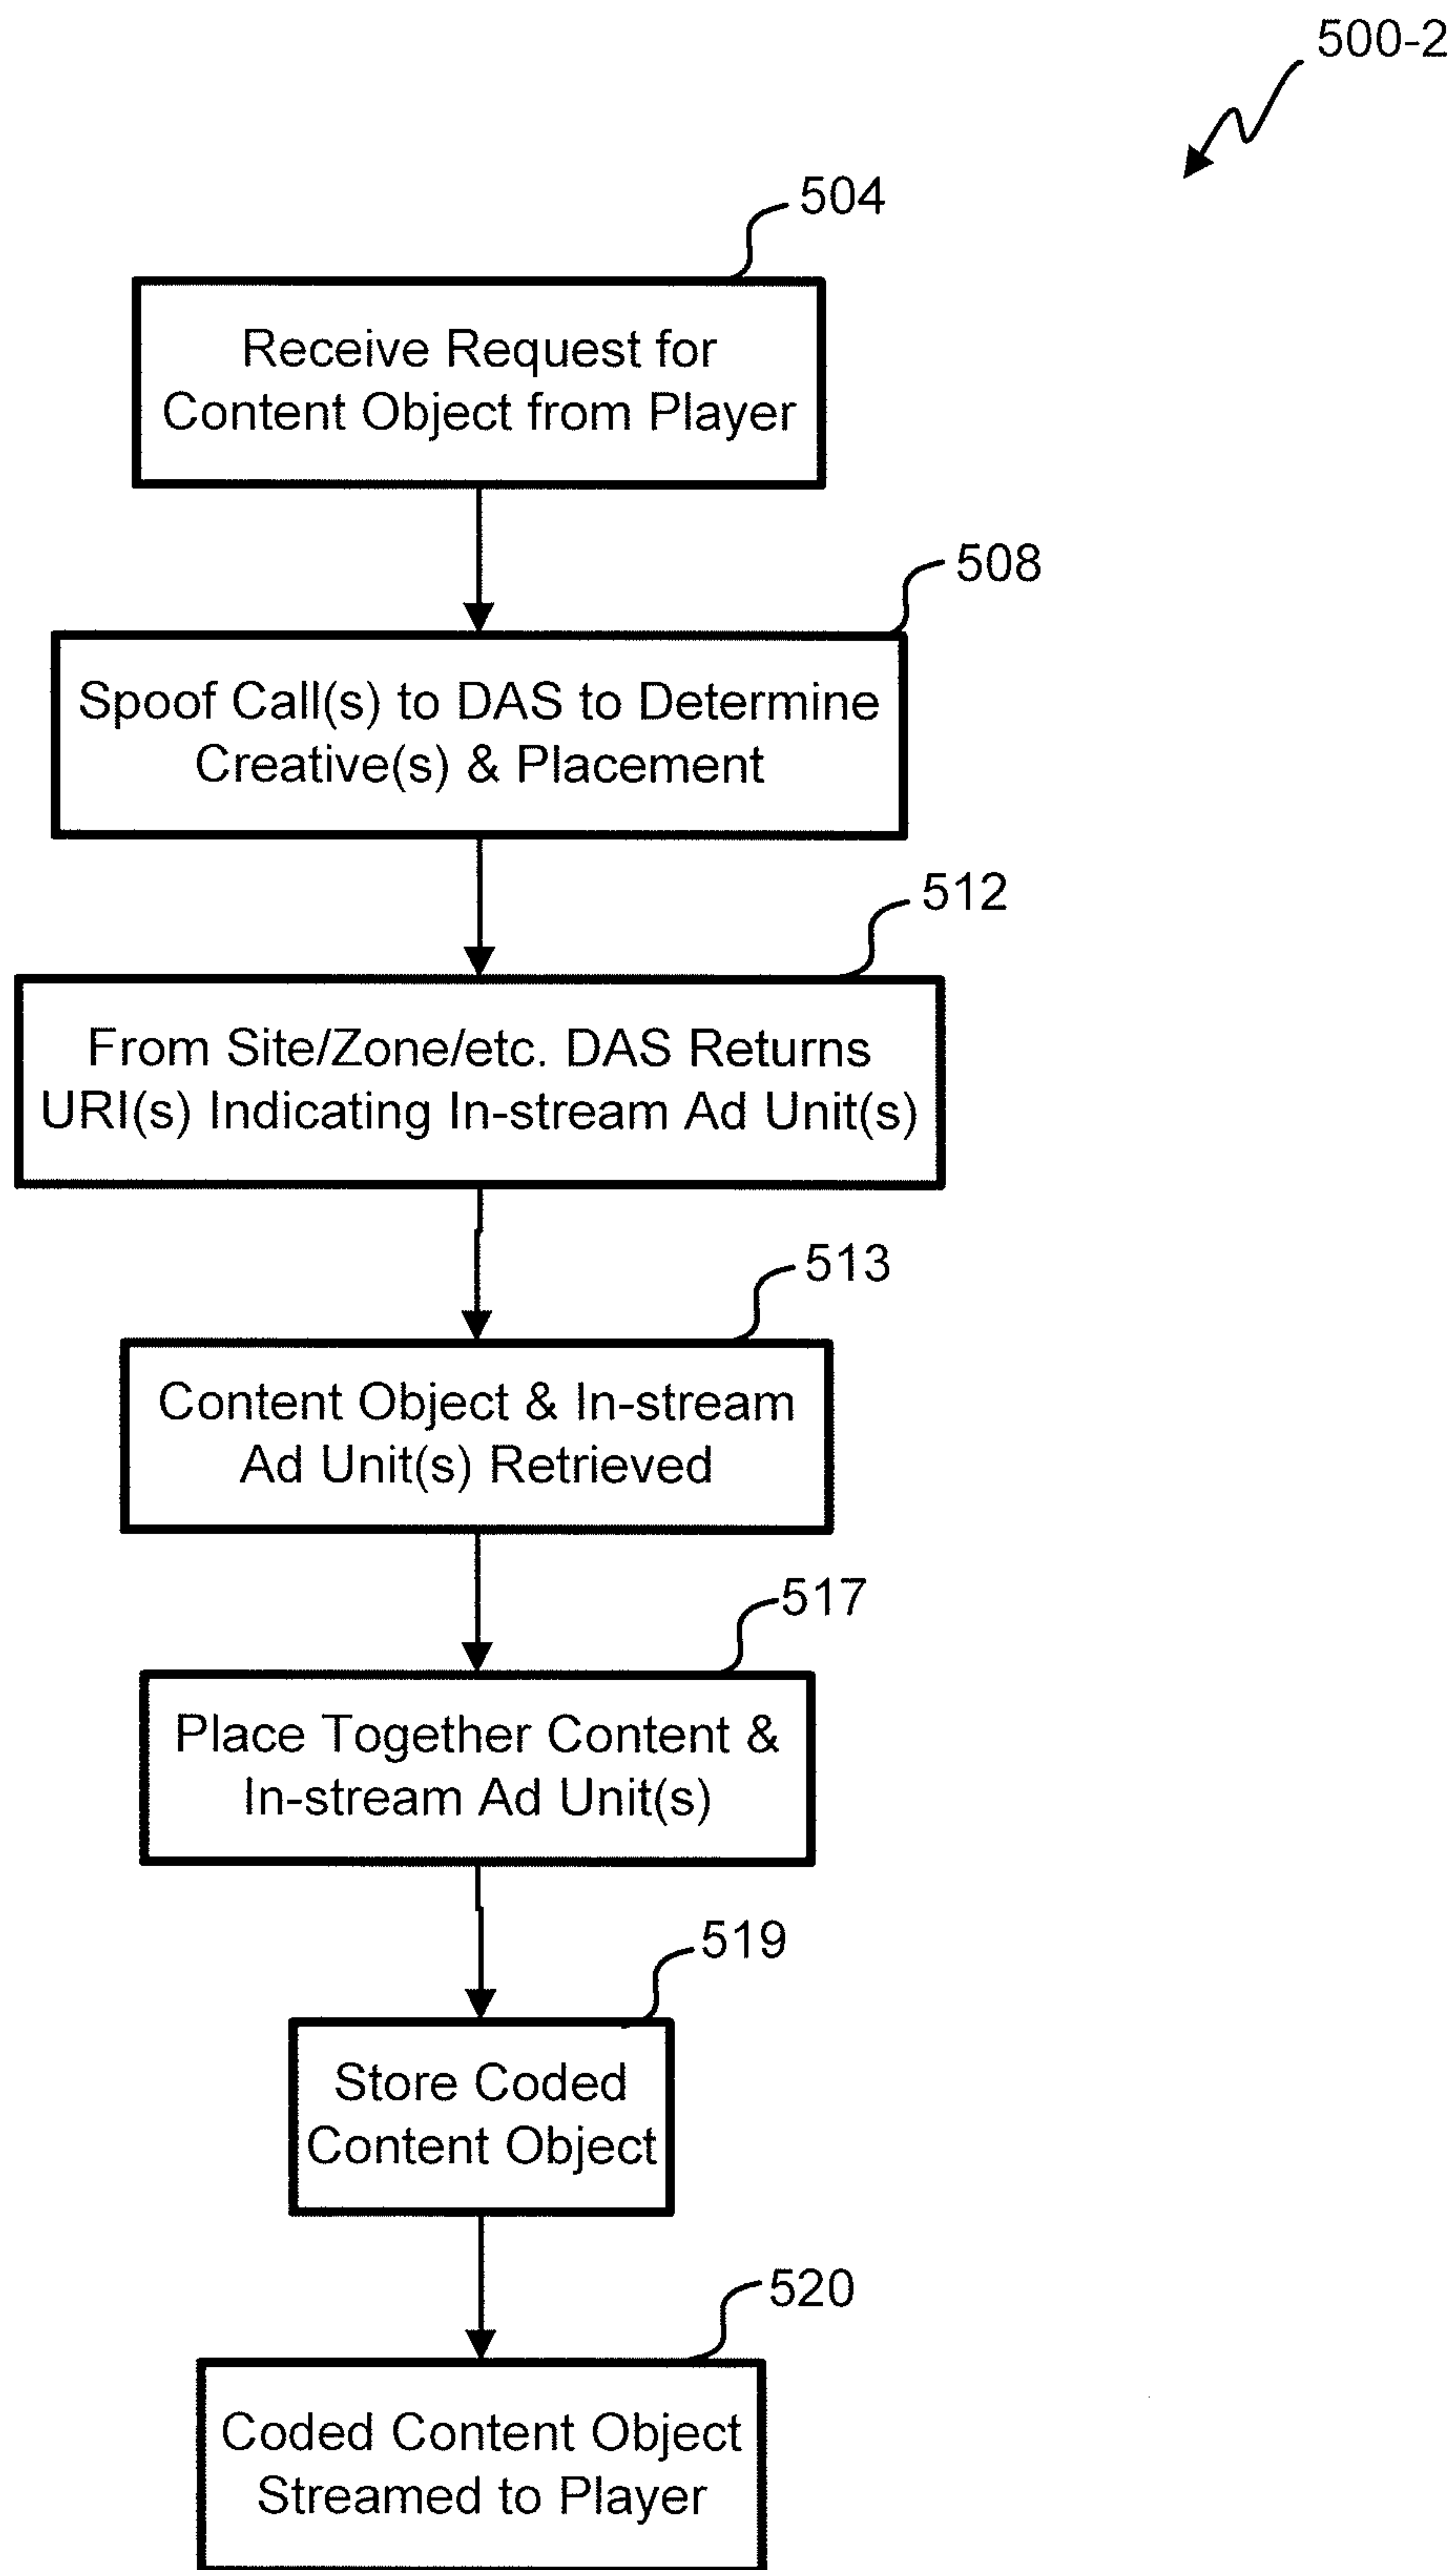 500-2
504
Receive Request for
Content Object from Player
508
Spoof Call(s) to DAS to Determine
Creative(s) & Placement
512
From Site/Zone/etc. DAS Returns
URI(s) Indicating In-stream Ad Unit(s)
513
Content Object & In-stream
Ad Unit(s) Retrieved
517
Place Together Content &
In-stream Ad Unit(s)
519
Store Coded
Content Object
520
Coded Content Object
Streamed to Player